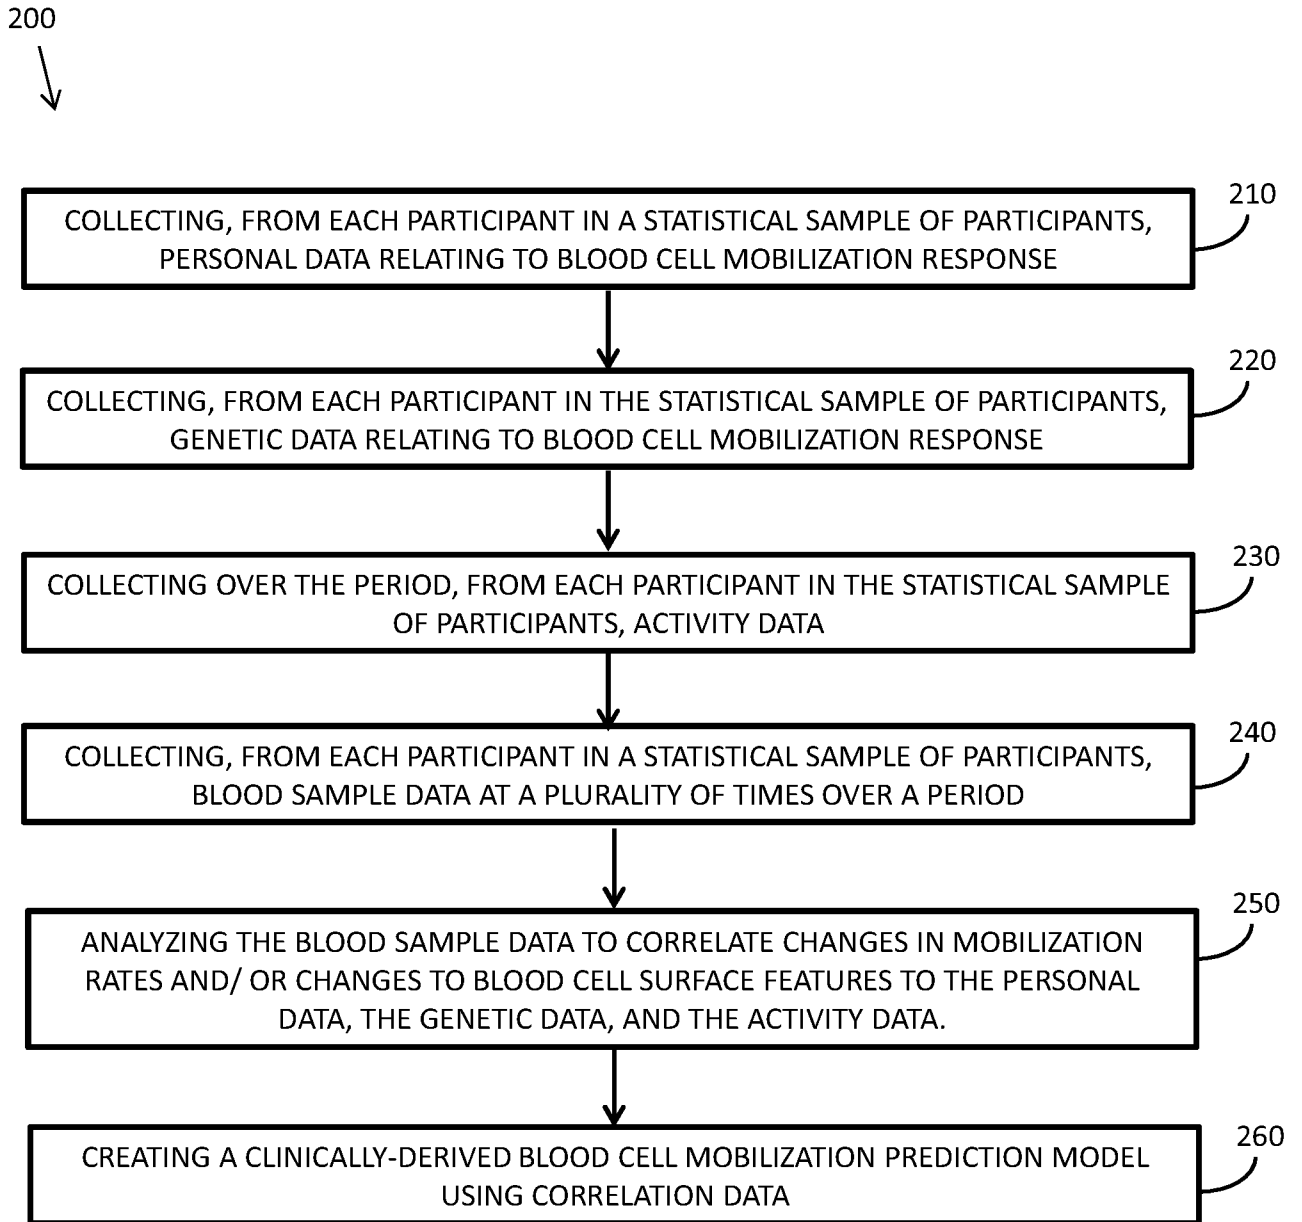 200
210
COLLECTING, FROM EACH PARTICIPANT IN A STATISTICAL SAMPLE OF PARTICIPANTS,
PERSONAL DATA RELATING TO BLOOD CELL MOBILIZATION RESPONSE
220
COLLECTING, FROM EACH PARTICIPANT IN THE STATISTICAL SAMPLE OF PARTICIPANTS,
GENETIC DATA RELATING TO BLOOD CELL MOBILIZATION RESPONSE
230
COLLECTING OVER THE PERIOD, FROM EACH PARTICIPANT IN THE STATISTICAL SAMPLE
OF PARTICIPANTS, ACTIVITY DATA
240
COLLECTING, FROM EACH PARTICIPANT IN A STATISTICAL SAMPLE OF PARTICIPANTS,
BLOOD SAMPLE DATA AT A PLURALITY OF TIMES OVER A PERIOD
250
ANALYZING THE BLOOD SAMPLE DATA TO CORRELATE CHANGES IN MOBILIZATION
RATES AND/ OR CHANGES TO BLOOD CELL SURFACE FEATURES TO THE PERSONAL
DATA, THE GENETIC DATA, AND THE ACTIVITY DATA.
260
CREATING A CLINICALLY-DERIVED BLOOD CELL MOBILIZATION PREDICTION MODEL
USING CORRELATION DATA